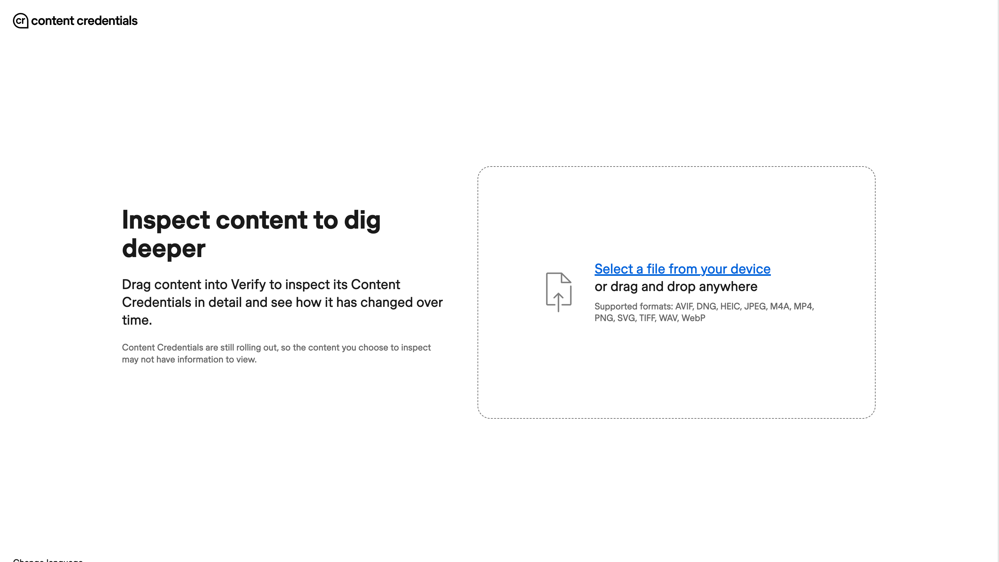 cr content credentials
Inspect content to dig
deeper
Drag content into Verify to inspect its Content
Credentials in detail and see how it has changed over
time.
Content Credentials are still rolling out, so the content you choose to inspect
may not have information to view.
Select a file from your device
or drag and drop anywhere
Supported formats: AVIF, DNG, HEIC, JPEG, M4A, MP4,
PNG, SVG, TIFF, WAV, WebP
Change language